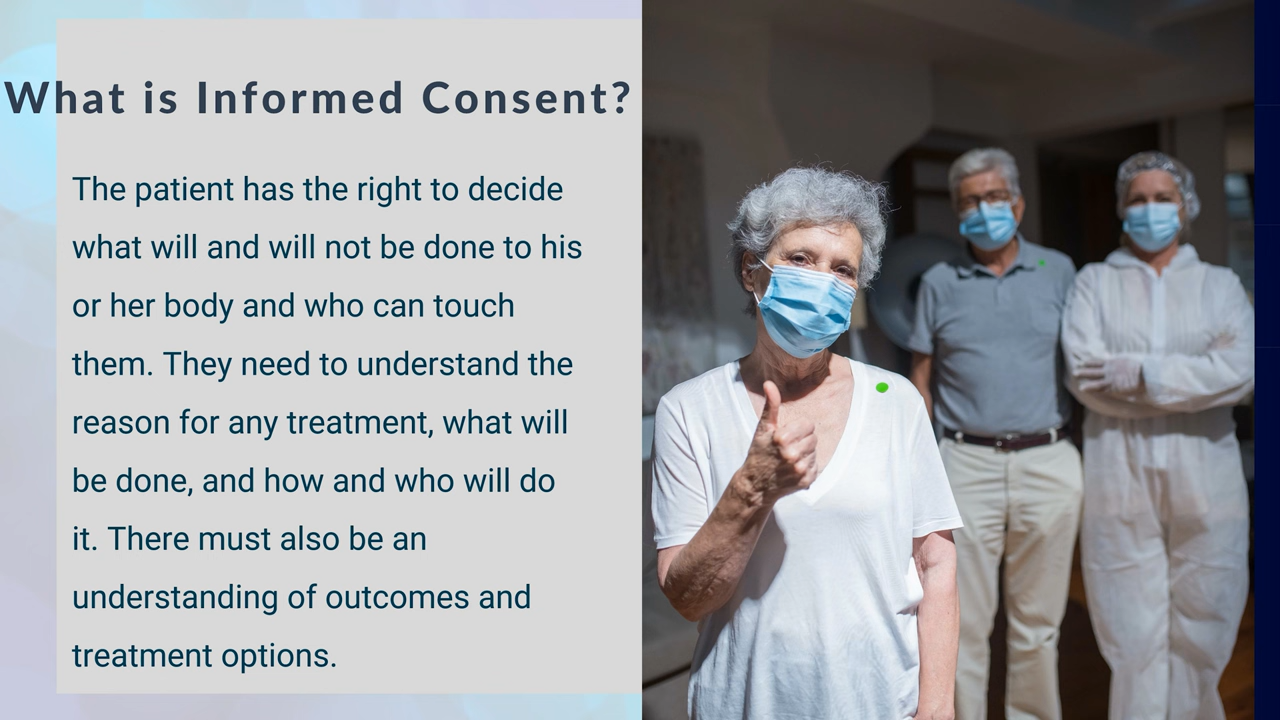 What is Informed Consent?
The patient has the right to decide
what will and will not be done to his
or her body and who can touch
them. They need to understand the
reason for any treatment, what will
be done, and how and who will do
it. There must also be an
understanding of outcomes and
treatment options.